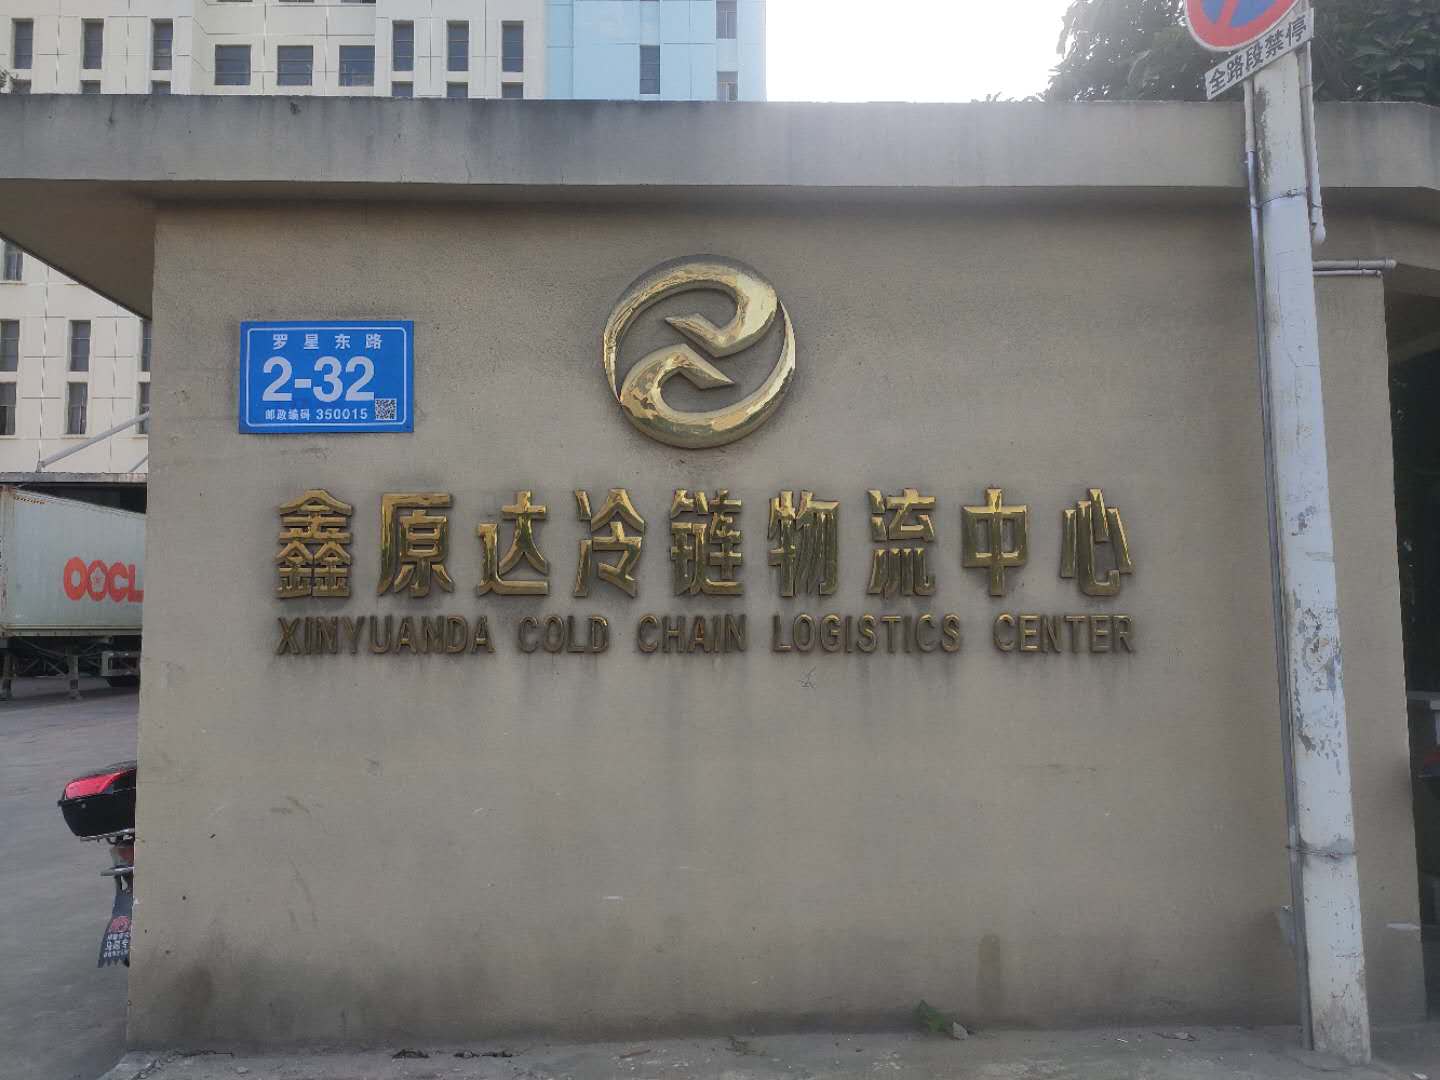 全路段禁停
罗星东路
2-32
邮政编码 350015
鑫原达冷链物流中心
XINYUANDA COLD CHAIN LOGISTICS CENTER
OOCL